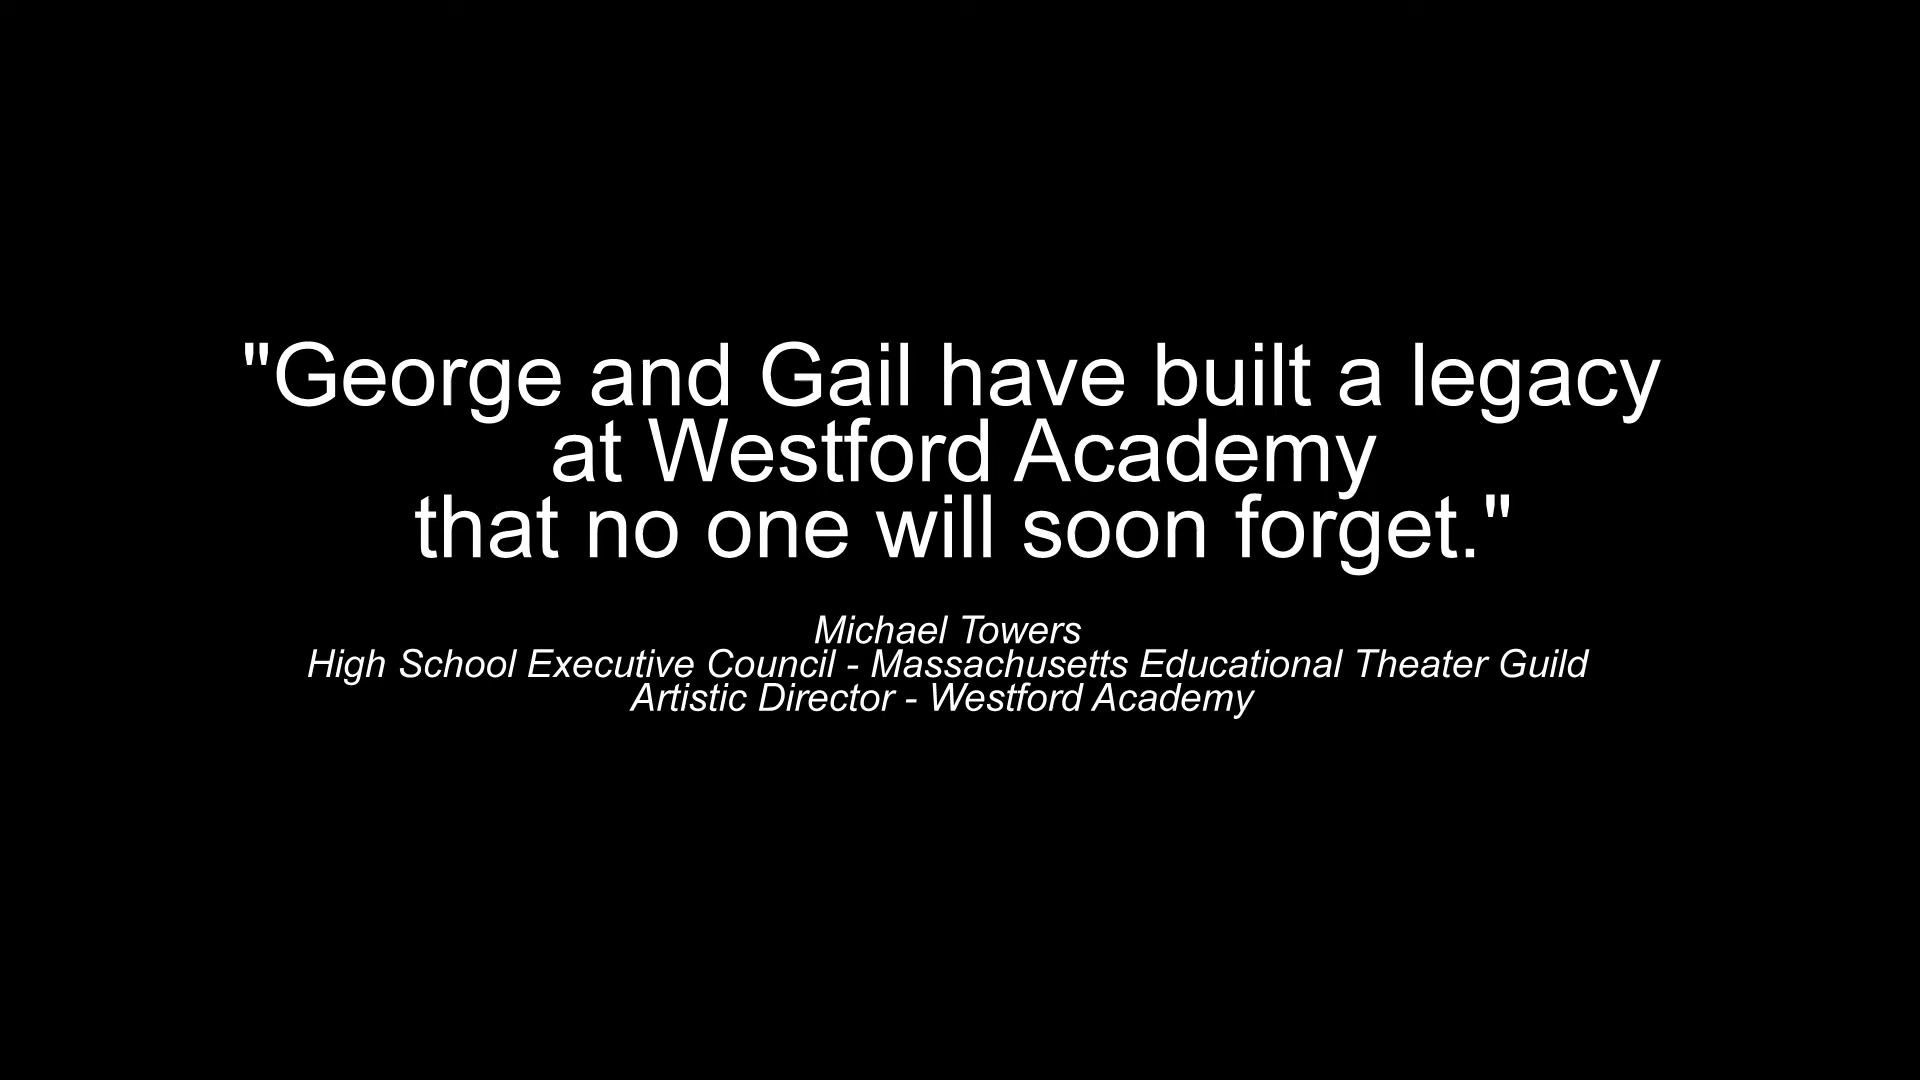 "George and Gail have built a legacy
at Westford Academy
that no one will soon forget."
Michael Towers
High School Executive Council - Massachusetts Educational Theater Guild
Artistic Director - Westford Academy